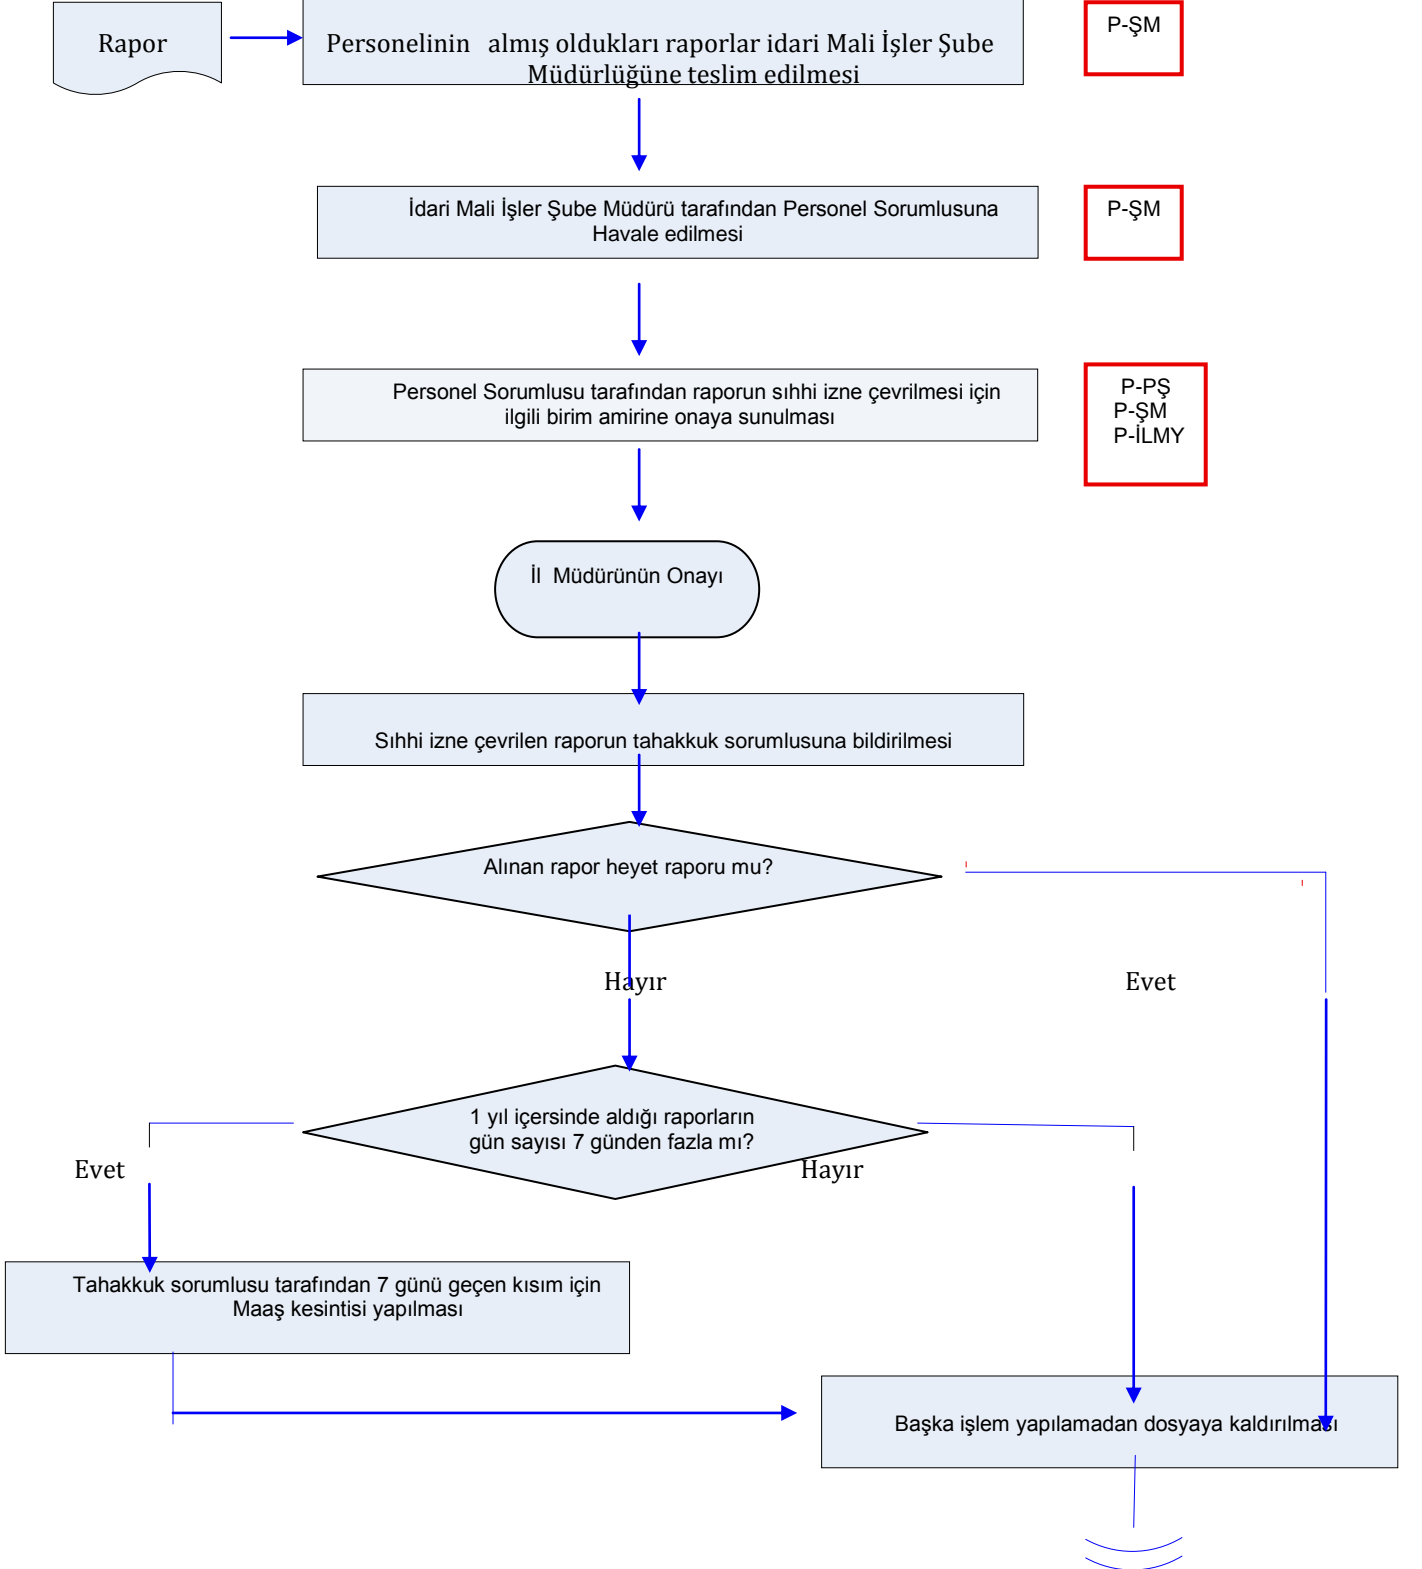 Rapor
Personelinin almış oldukları raporlar idari Mali İşler Şube
Müdürlüğüne teslim edilmesi
P-ŞM
İdari Mali İşler Şube Müdürü tarafından Personel Sorumlusuna
Havale edilmesi
P-ŞM
Personel Sorumlusu tarafından raporun sıhhi izne çevrilmesi için
ilgili birim amirine onaya sunulması
P-PŞ
P-ŞM
P-İLMY
İl Müdürünün Onayı
Sıhhi izne çevrilen raporun tahakkuk sorumlusuna bildirilmesi
Alınan rapor heyet raporu mu?
Hayır
Evet
1 yıl içersinde aldığı raporların
gün sayısı 7 günden fazla mı?
Evet
Hayır
Tahakkuk sorumlusu tarafından 7 günü geçen kısım için
Maaş kesintisi yapılması
Başka işlem yapılamadan dosyaya kaldırılması